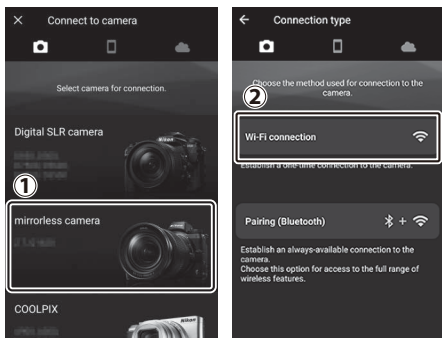 Connect to camera
Select camera for connection.
Digital SLR camera
Nikon
1
mirrorless camera
Nikon
COOLPIX
Nikon
Connection type
Choose the method used for connection to the
camera.
2
Wi-Fi connection
Establish a one-time connection to the camera.
Pairing (Bluetooth)
+
Establish an always-available connection to the
camera.
Choose this option for access to the full range of
wireless features.